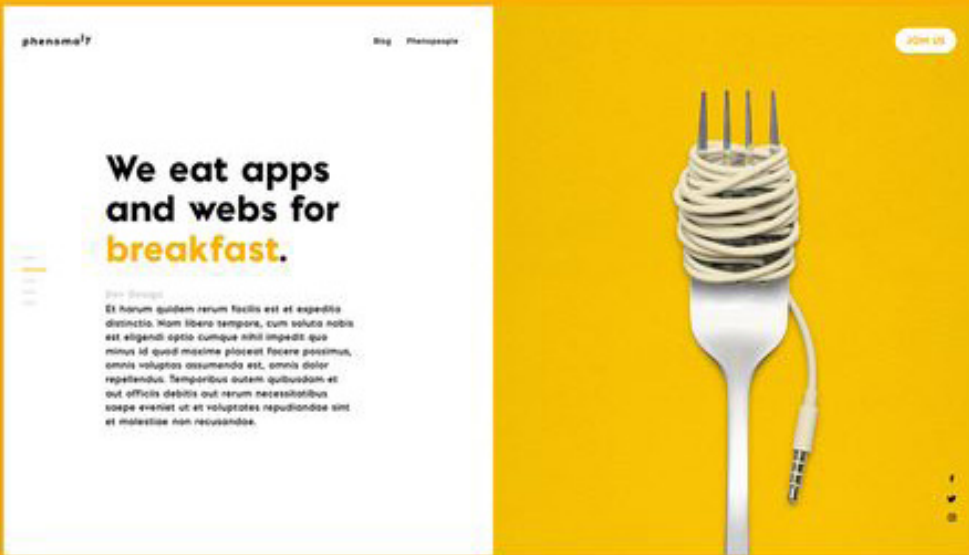 Blog Phenopeople
JOIN US
We eat apps
and webs for
breakfast.
Et harum quidem rerum facilis est et expedita
distinctio. Nam libero tempore, cum soluta nobis
est eligendi optio cumque nihil impedit quo
minus id quod maxime placeat facere possimus,
omnis voluptas assumenda est, omnis dolor
repellendus. Temporibus autem quibusdam et
aut officiis debitis aut rerum necessitatibus
saepe eveniet ut et voluptates repudiandae sint
et molestiae non recusandae.